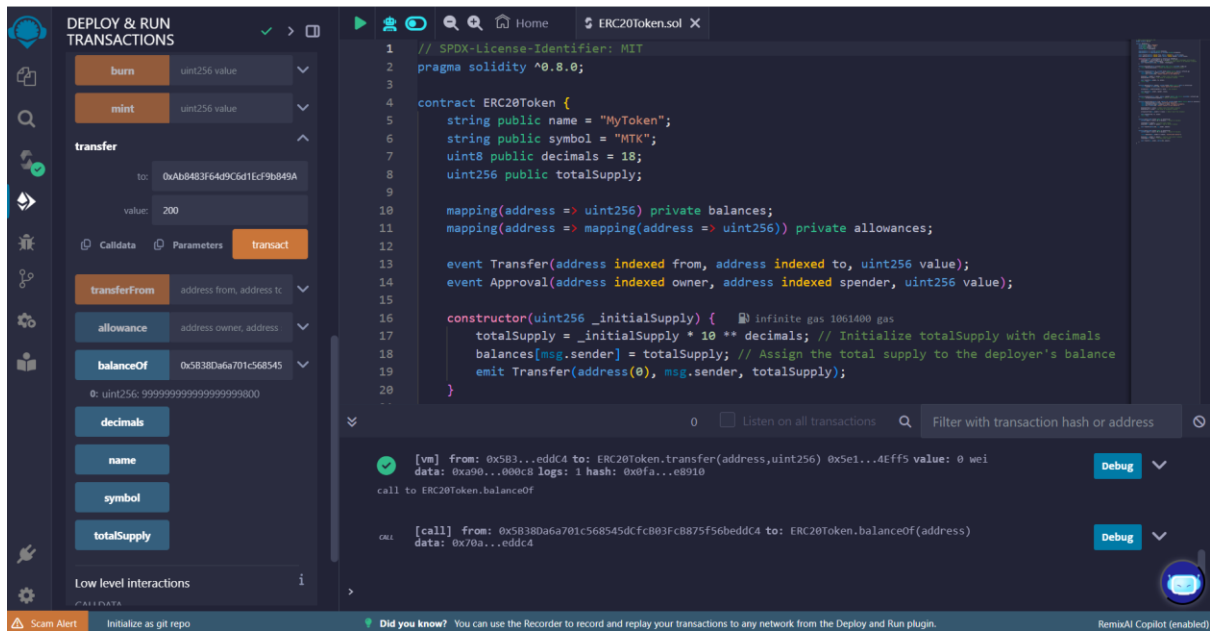 DEPLOY & RUN
TRANSACTIONS
burn uint256 value
mint uint256 value
transfer
to: 0xAb8483F64d9C6d1EcF9b849A
value: 200
Calldata Parameters transact
transferFrom address from, address to
allowance address owner, address
balanceOf 0x5B38Da6a701c568545
decimals
name
symbol
totalSupply
Low level interactions i
CALLDATA
Scam Alert Initialize as git repo
Home ERC20Token.sol
1 // SPDX-License-Identifier: MIT
2 pragma solidity ^0.8.0;
3
4 contract ERC20Token {
5 string public name = "MyToken";
6 string public symbol = "MTK";
7 uint8 public decimals = 18;
8 uint256 public totalSupply;
9
10 mapping(address => uint256) private balances;
11 mapping(address => mapping(address => uint256)) private allowances;
12
13 event Transfer(address indexed from, address indexed to, uint256 value);
14 event Approval(address indexed owner, address indexed spender, uint256 value);
15
16 constructor(uint256 _initialSupply) { infinite gas 1061400 gas
17 totalSupply = _initialSupply * 10 ** decimals; // Initialize totalSupply with decimals
18 balances[msg.sender] = totalSupply; // Assign the total supply to the deployer's balance
19 emit Transfer(address(0), msg.sender, totalSupply);
20 }
0 Listen on all transactions Filter with transaction hash or address
[vm] from: 0x5B3...eddC4 to: ERC20Token.transfer(address,uint256) 0x5e1...4Eff5 value: 0 wei
data: 0xa90...000c8 logs: 1 hash: 0x0fa...e8910
Debug
call to ERC20Token.balanceOf
CALL [call] from: 0x5B38Da6a701c568545dCfcB03FcB875f56beddC4 to: ERC20Token.balanceOf(address)
data: 0x70a...eddc4
Debug
>
Did you know? You can use the Recorder to record and replay your transactions to any network from the Deploy and Run plugin.
RemixAI Copilot (enabled)